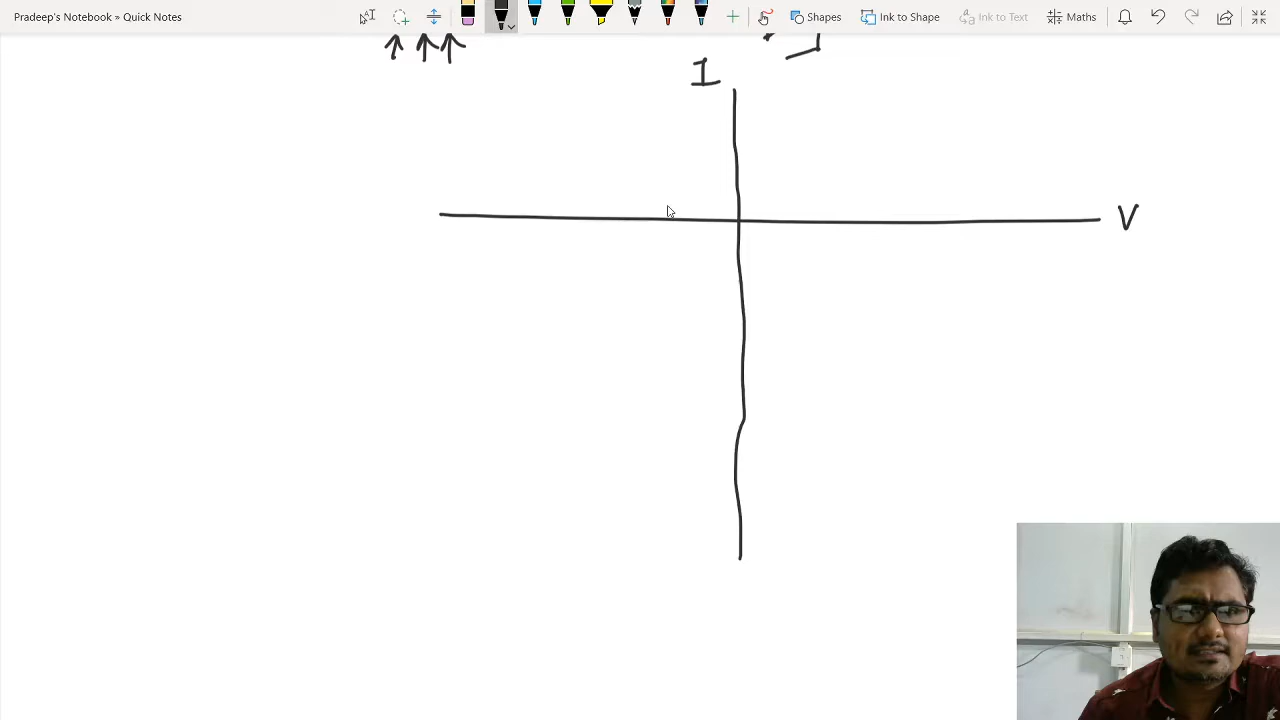 Pradeep's Notebook » Quick Notes
Shapes Ink to Shape Ink to Text Maths
I
V